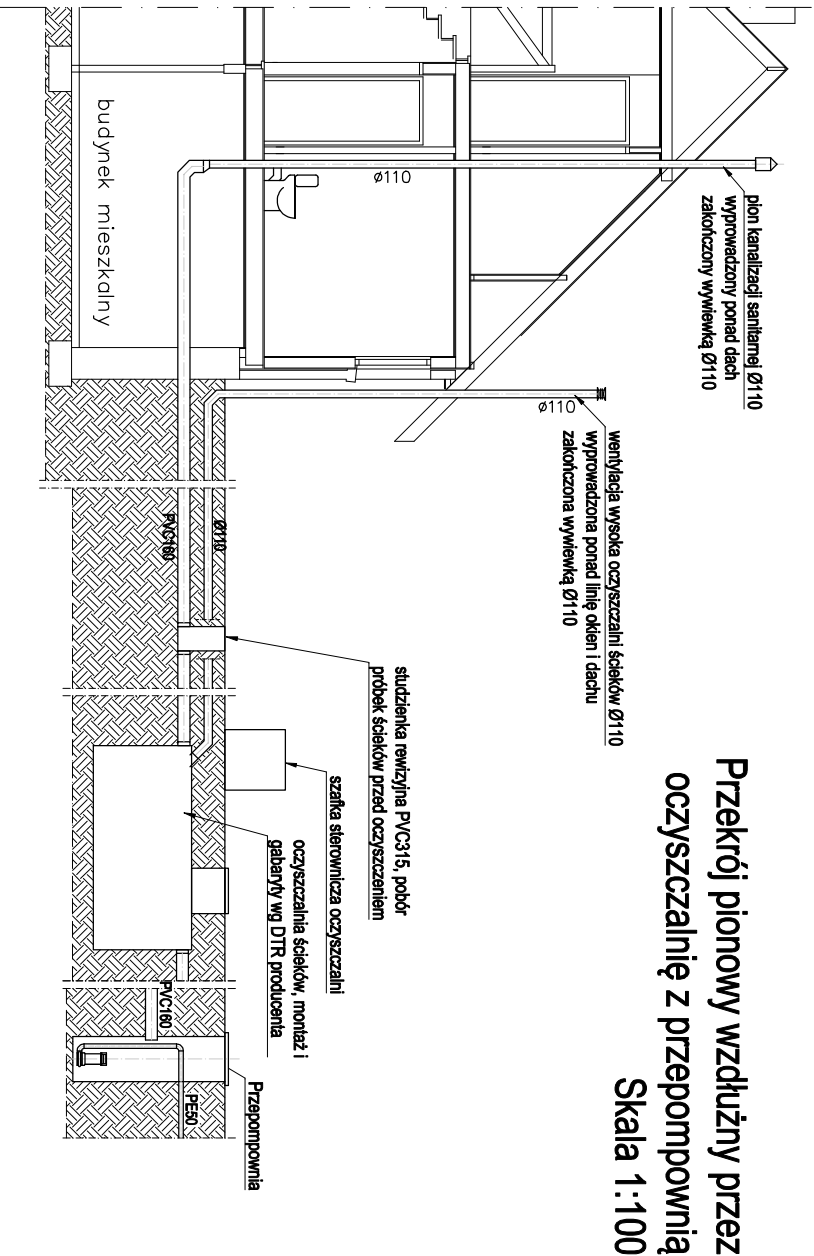 Przekrój pionowy wzdłużny przez
oczyszczalnię z przepompownią
Skala 1:100
pion kanalizacji sanitarnej Ø110
wyprowadzony ponad dach
zakończony wywiewką Ø110
wentylacja wysoka oczyszczalni ścieków Ø110
wyprowadzona ponad linię okien i dachu
zakończona wywiewką Ø110
ø110
ø110
studzienka rewizyjna PVC315, pobór
próbek ścieków przed oczyszczeniem
szafka sterownicza oczyszczalni
oczyszczalnia ścieków, montaż i
gabaryty wg DTR producenta
Przepompownia
budynek mieszkalny
Ø110
PVC160
PVC160
PE50